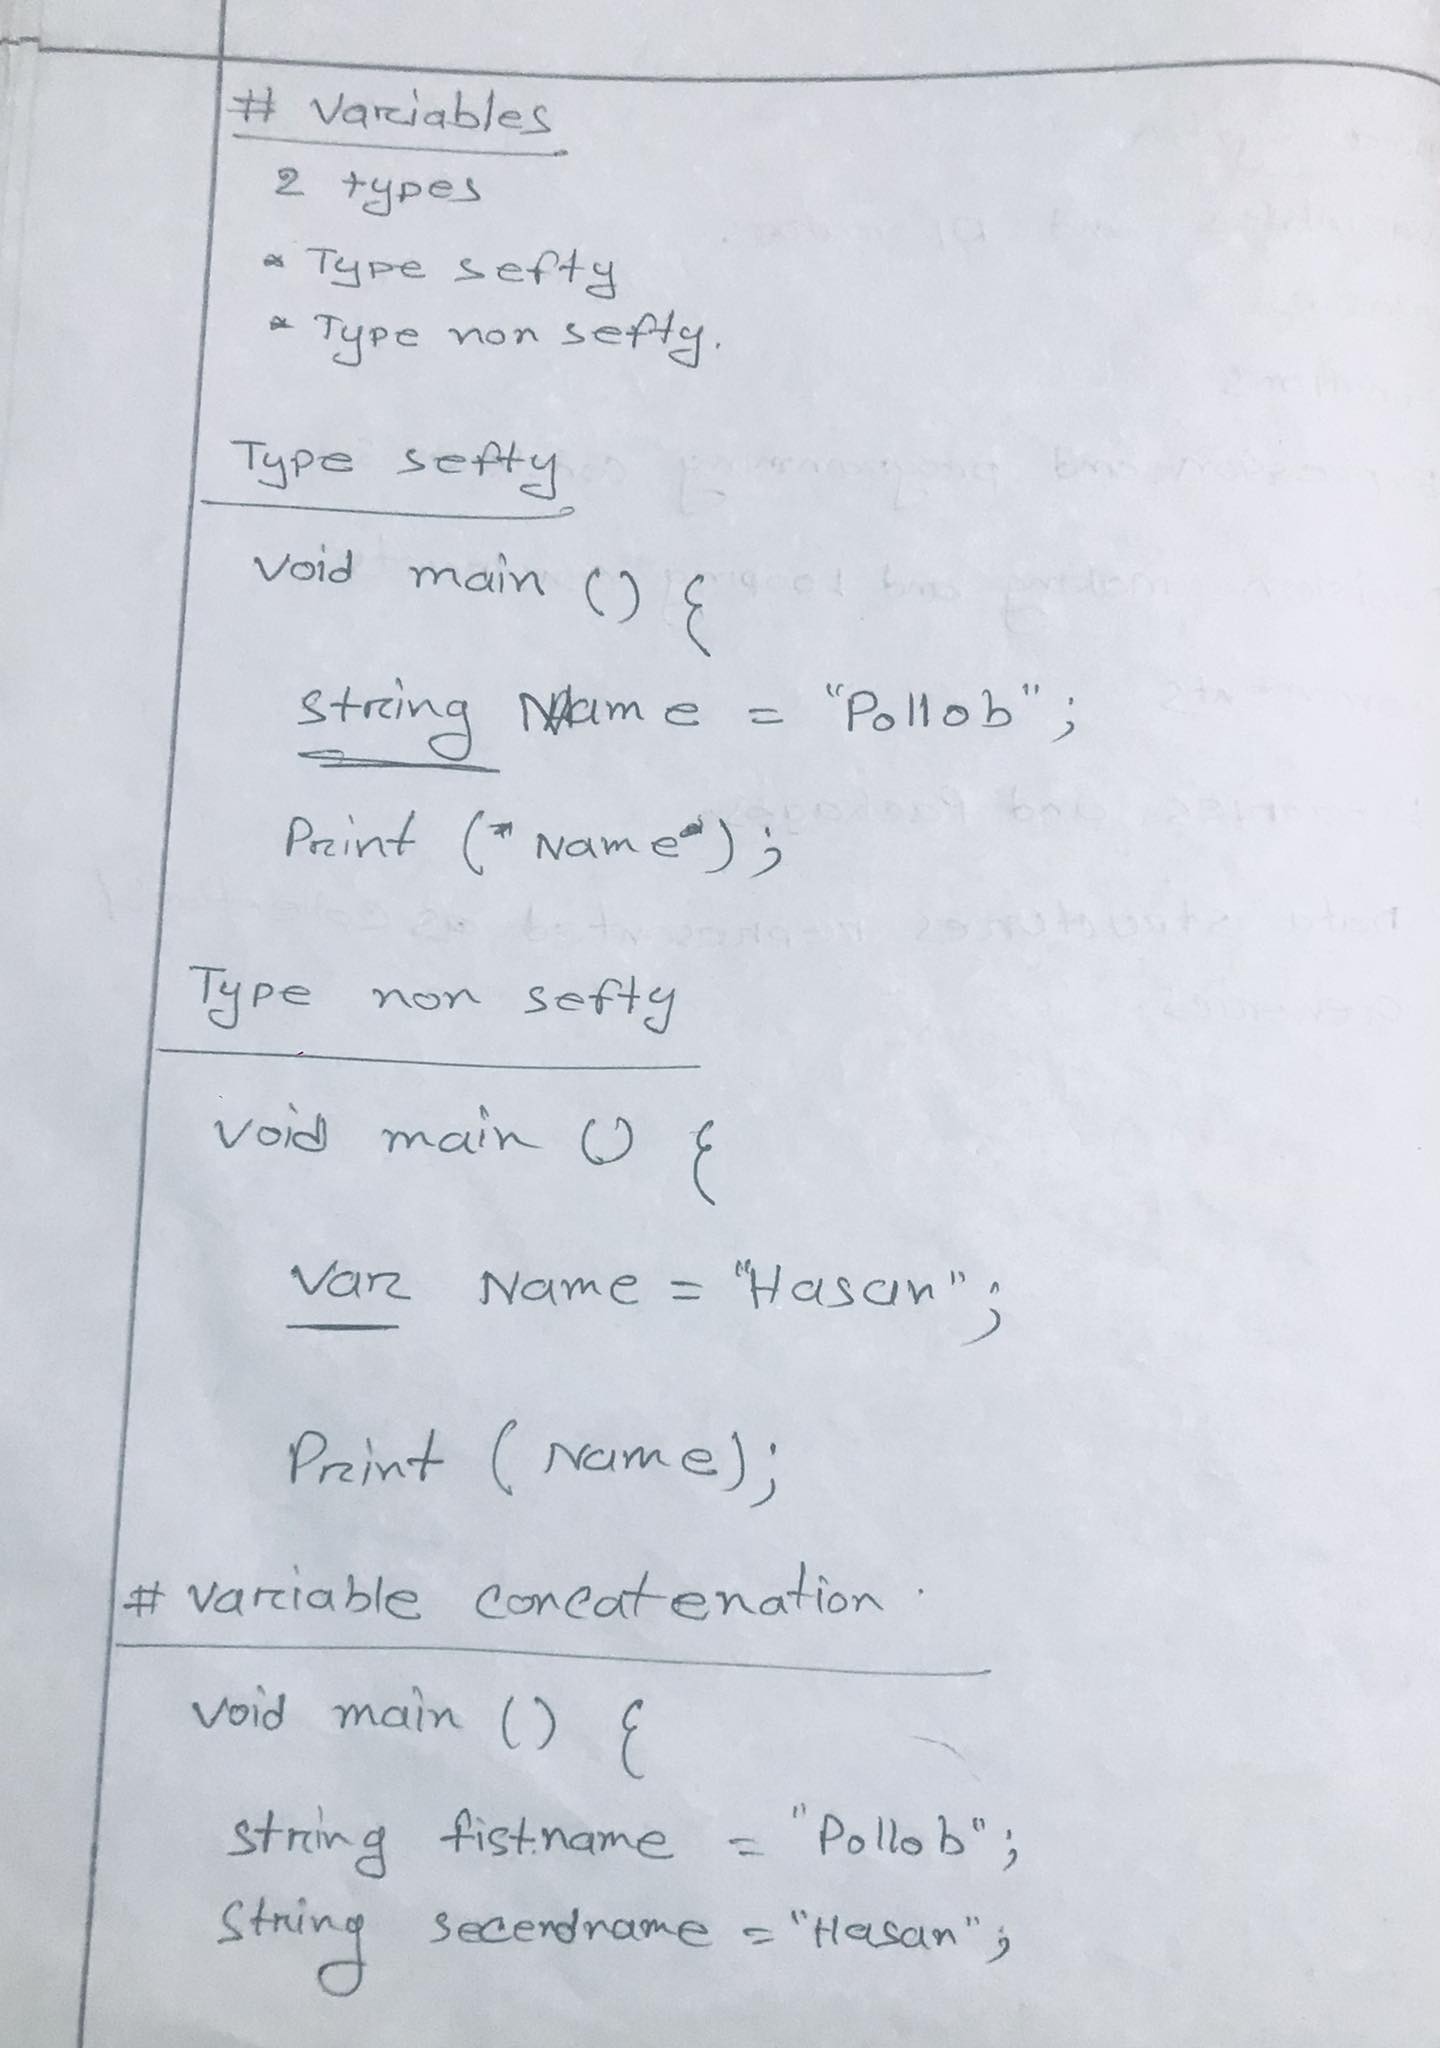 # Variables
2 types
* Type sefty
* Type non sefty.
Type sefty
void main () {
String Name = "Pollob";
Print (Name);
Type non sefty
void main () {
Var Name = "Hasan";
Print (Name);
# variable concatenation
void main () {
string fistname = "Pollob";
String secendname = "Hasan";